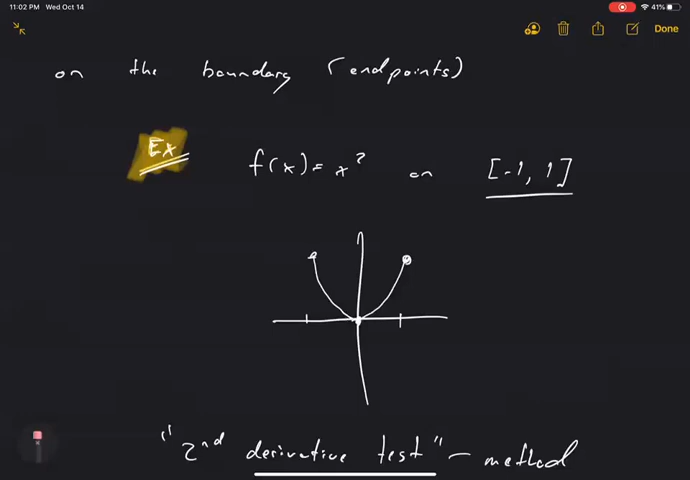 11:02 PM Wed Oct 14
41%
Done
on the boundary (endpoints)
Ex
f(x) = x² on [-1, 1]
"2nd derivative test" - method